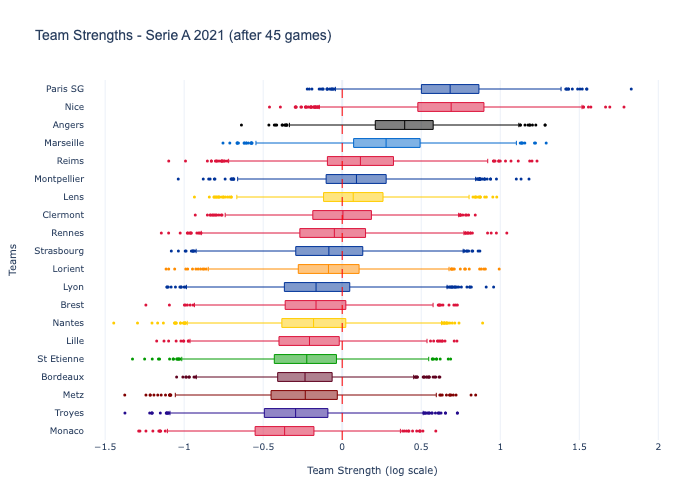 Team Strengths - Serie A 2021 (after 45 games)
Paris SG
Nice
Angers
Marseille
Reims
Montpellier
Lens
Clermont
Rennes
Strasbourg
Lorient
Lyon
Brest
Nantes
Lille
St Etienne
Bordeaux
Metz
Troyes
Monaco
Teams
−1.5 −1 −0.5 0 0.5 1 1.5 2
Team Strength (log scale)